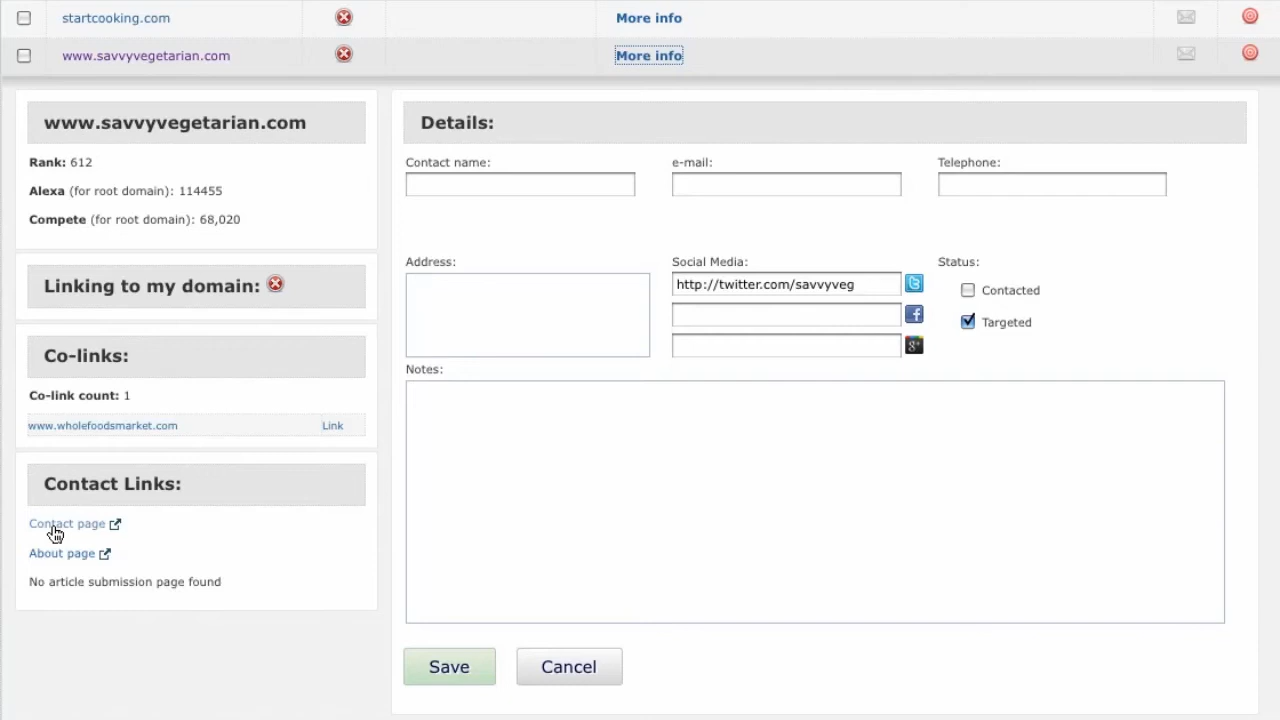 startcooking.com More info
www.savvyvegetarian.com More info
www.savvyvegetarian.com
Rank: 612
Alexa (for root domain): 114455
Compete (for root domain): 68,020
Linking to my domain:
Co-links:
Co-link count: 1
www.wholefoodsmarket.com Link
Contact Links:
Contact page
About page
No article submission page found
Details:
Contact name: e-mail: Telephone:
Address: Social Media: Status:
http://twitter.com/savvyveg
Contacted
Targeted
Notes:
Save Cancel